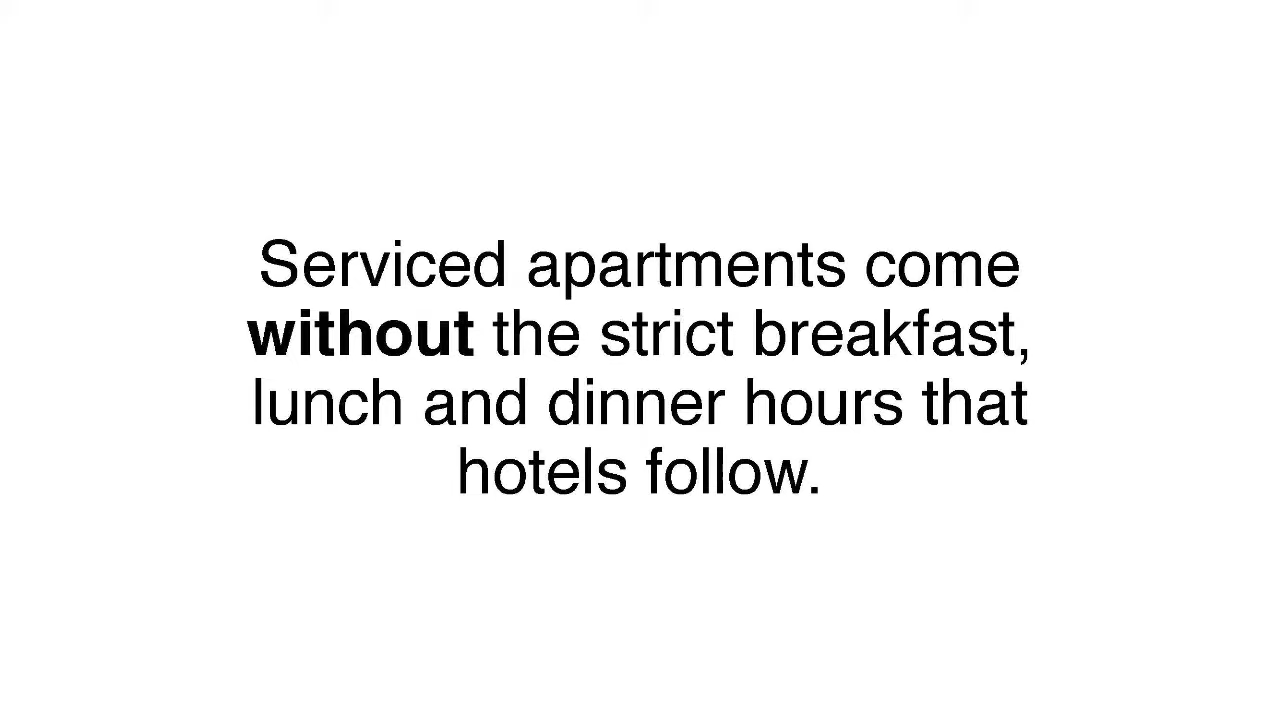 Serviced apartments come
without the strict breakfast,
lunch and dinner hours that
hotels follow.